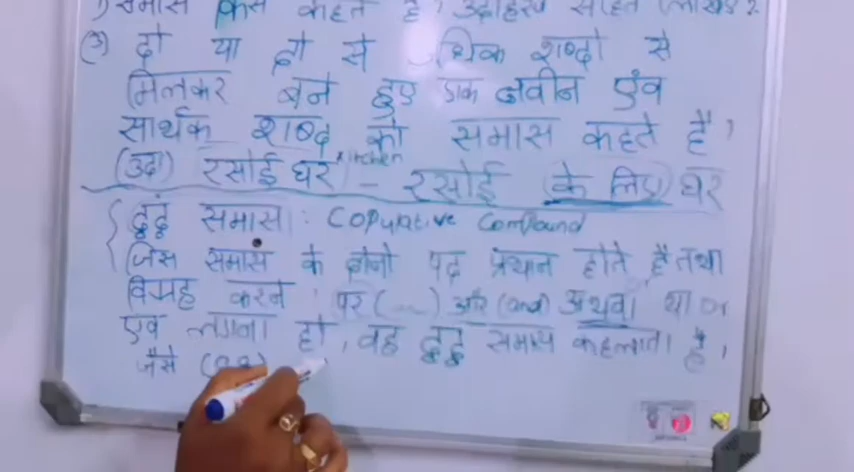 समास किसे कहते है, उदाहरण सहित लिखिए ?
(उ) दो या दो से धिक शब्दो से
मिलकर बने हुए एक नवीन एंव
सार्थक शब्द को समास कहते हैं,
(उदा) रसोई घर Kitchen – रसोई के लिए घर
द्वंद्व समास : Copulative Compound
जिस समास के दोनो पद प्रधान होते है तथा
विग्रह करने पर (__) और (and) अथवा या or
एवं लगता हो, वह द्वंद्व समास कहलाता है,
जैसे